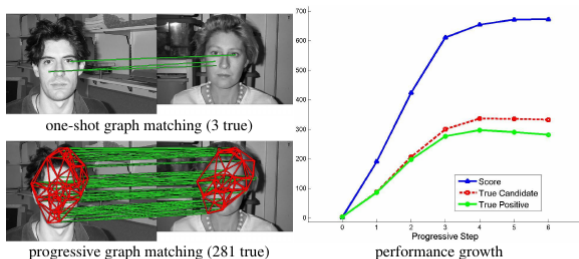 one-shot graph matching (3 true)
progressive graph matching (281 true)
700
600
500
400
300
200
100
0
0 1 2 3 4 5 6
Progressive Step
Score
True Candidate
True Positive
performance growth